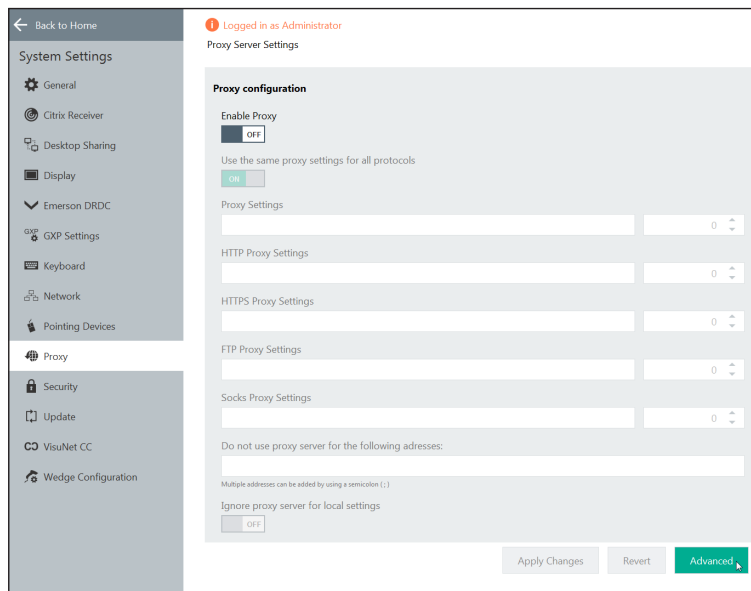 Back to Home
System Settings
General
Citrix Receiver
Desktop Sharing
Display
Emerson DRDC
GXP
GXP Settings
Keyboard
Network
Pointing Devices
Proxy
Security
Update
VisuNet CC
Wedge Configuration
Logged in as Administrator
Proxy Server Settings
Proxy configuration
Enable Proxy
OFF
Use the same proxy settings for all protocols
ON
Proxy Settings
0
HTTP Proxy Settings
0
HTTPS Proxy Settings
0
FTP Proxy Settings
0
Socks Proxy Settings
0
Do not use proxy server for the following adresses:
Multiple addresses can be added by using a semicolon ( ; )
Ignore proxy server for local settings
OFF
Apply Changes Revert Advanced